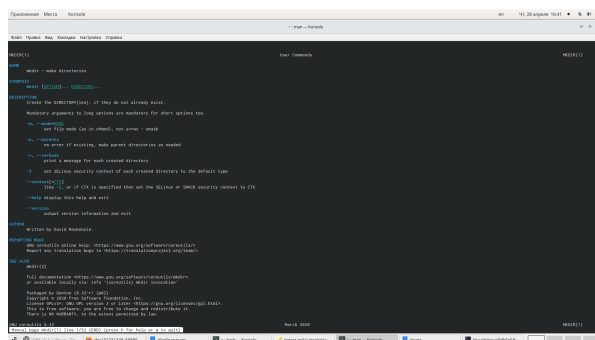 Приложения Места Konsole en Чт, 28 апреля 16:41
~ : man — Konsole
Файл Правка Вид Закладки Настройка Справка
MKDIR(1) User Commands MKDIR(1)
NAME
mkdir - make directories
SYNOPSIS
mkdir [OPTION]... DIRECTORY...
DESCRIPTION
Create the DIRECTORY(ies), if they do not already exist.
Mandatory arguments to long options are mandatory for short options too.
-m, --mode=MODE
set file mode (as in chmod), not a=rwx - umask
-p, --parents
no error if existing, make parent directories as needed
-v, --verbose
print a message for each created directory
-Z set SELinux security context of each created directory to the default type
--context[=CTX]
like -Z, or if CTX is specified then set the SELinux or SMACK security context to CTX
--help display this help and exit
--version
output version information and exit
AUTHOR
Written by David MacKenzie.
REPORTING BUGS
GNU coreutils online help: <https://www.gnu.org/software/coreutils/>
Report any translation bugs to <https://translationproject.org/team/>
SEE ALSO
mkdir(2)
Full documentation <https://www.gnu.org/software/coreutils/mkdir>
or available locally via: info '(coreutils) mkdir invocation'
Packaged by Gentoo (8.32-r1 (p0))
Copyright © 2020 Free Software Foundation, Inc.
License GPLv3+: GNU GPL version 3 or later <https://gnu.org/licenses/gpl.html>.
This is free software: you are free to change and redistribute it.
There is NO WARRANTY, to the extent permitted by law.
GNU coreutils 8.32 March 2020 MKDIR(1)
Manual page mkdir(1) line 1/52 (END) (press h for help or q to quit)